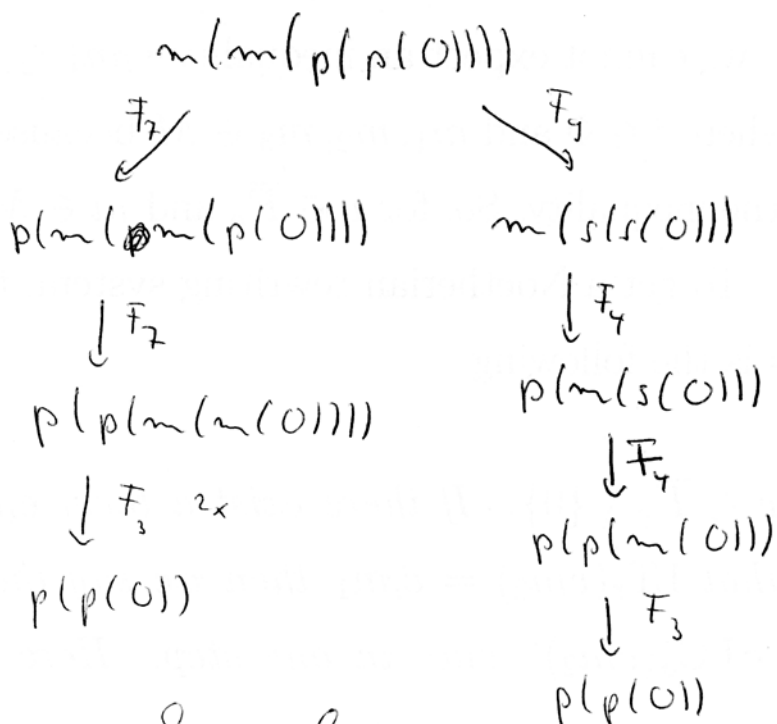 m(m(p(p(0))))
F₇ F₄
p(m(m(p(0)))) m(s(s(0)))
F₇ F₄
p(p(m(m(0)))) p(m(s(0))
F₃ 2x F₄
p(p(0)) p(p(m(0))
F₃
p(p(0))